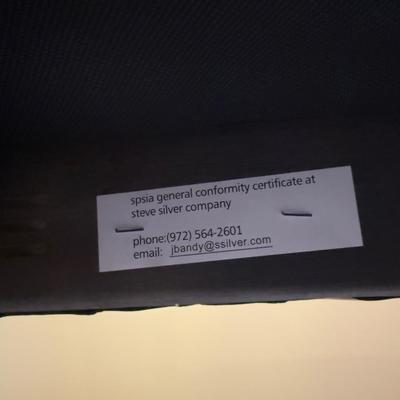 spsia general conformity certificate at
steve silver company
phone:(972) 564-2601
email: jbandy@ssilver.com